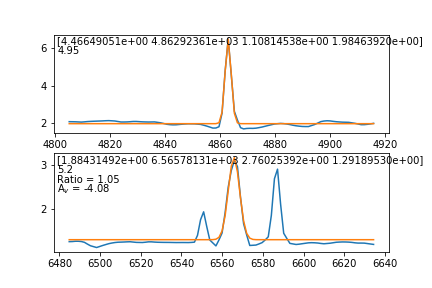 [4.46649051e+00 4.86292361e+03 1.10814538e+00 1.98463920e+00]
4.95
6
4
2
4800 4820 4840 4860 4880 4900 4920
[1.88431492e+00 6.56578131e+03 2.76025392e+00 1.29189530e+00]
5.2
Ratio = 1.05
Aᵥ = -4.08
3
2
6480 6500 6520 6540 6560 6580 6600 6620 6640